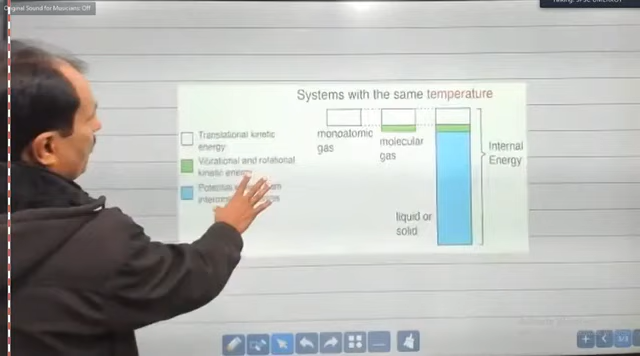 Original Sound for Musicians: Off
Systems with the same temperature
Translational kinetic
energy
Vibrational and rotational
kinetic energy
monoatomic
gas
molecular
gas
liquid or
solid
Internal
Energy